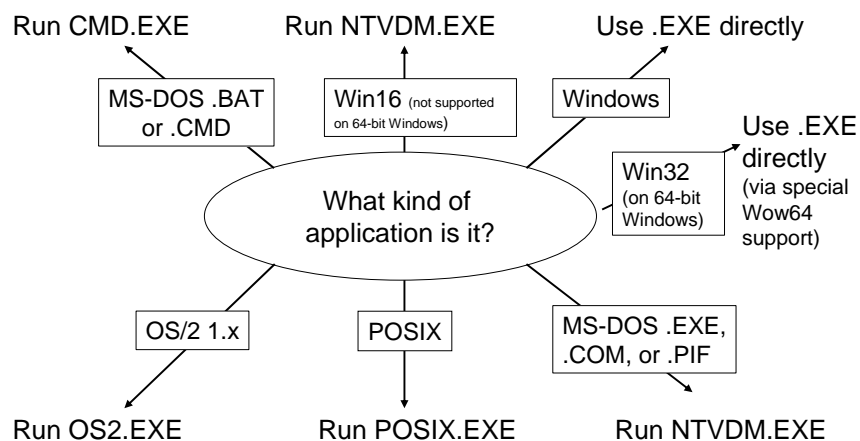 Run CMD.EXE
Run NTVDM.EXE
Use .EXE directly
MS-DOS .BAT
or .CMD
Win16 (not supported
on 64-bit Windows)
Windows
Use .EXE
directly
(via special
Wow64
support)
Win32
(on 64-bit
Windows)
What kind of
application is it?
OS/2 1.x
POSIX
MS-DOS .EXE,
.COM, or .PIF
Run OS2.EXE
Run POSIX.EXE
Run NTVDM.EXE